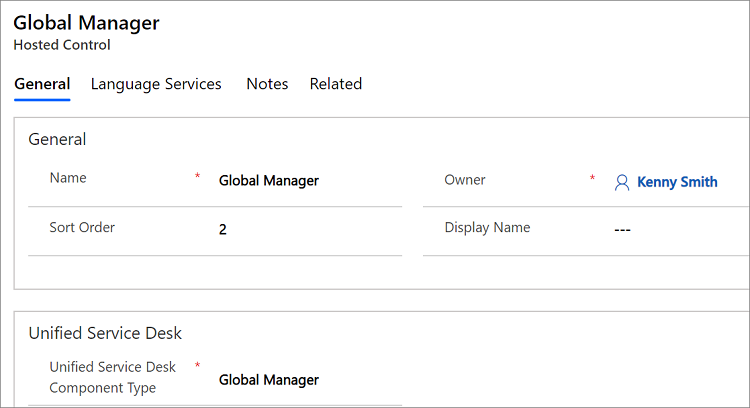 Global Manager
Hosted Control
General Language Services Notes Related
General
Name * Global Manager Owner * Kenny Smith
Sort Order 2 Display Name ---
Unified Service Desk
Unified Service Desk *
Component Type Global Manager